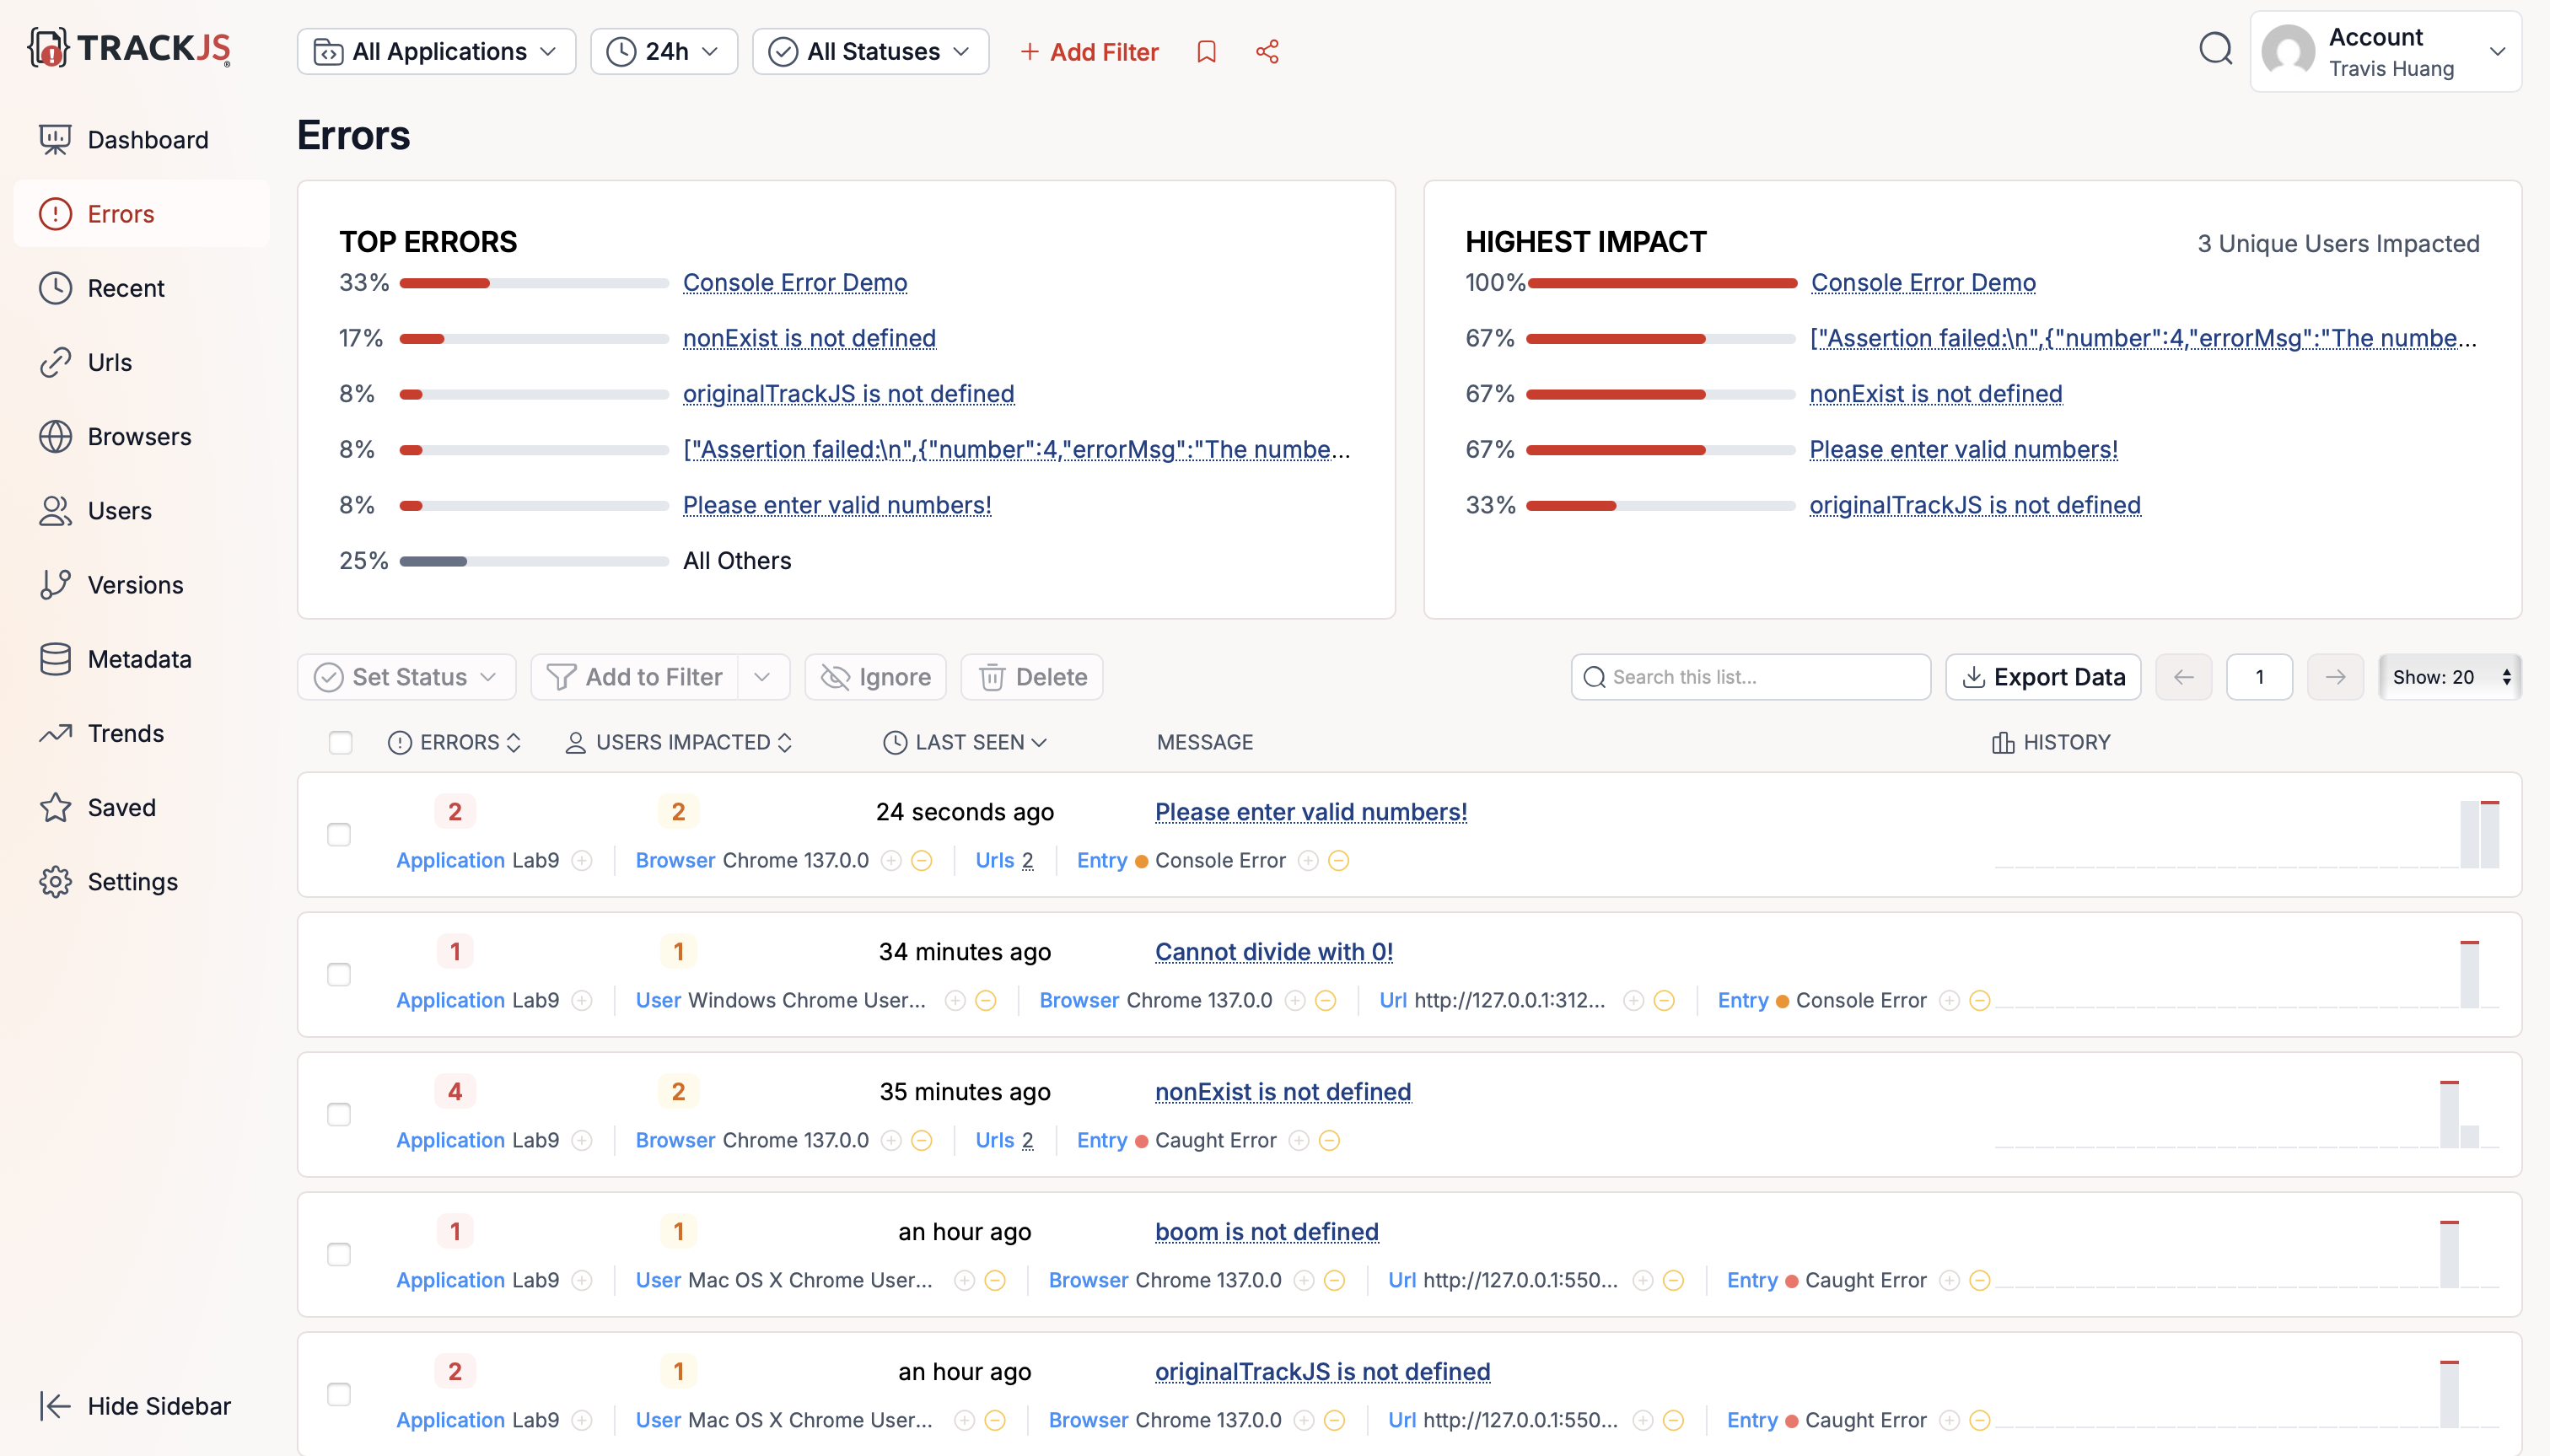 TRACKJS
All Applications
24h
All Statuses
+ Add Filter
Account
Travis Huang
Dashboard
Errors
Recent
Urls
Browsers
Users
Versions
Metadata
Trends
Saved
Settings
Hide Sidebar
Errors
TOP ERRORS
33% Console Error Demo
17% nonExist is not defined
8% originalTrackJS is not defined
8% ["Assertion failed:\n",{"number":4,"errorMsg":"The numbe...
8% Please enter valid numbers!
25% All Others
HIGHEST IMPACT 3 Unique Users Impacted
100% Console Error Demo
67% ["Assertion failed:\n",{"number":4,"errorMsg":"The numbe...
67% nonExist is not defined
67% Please enter valid numbers!
33% originalTrackJS is not defined
Set Status Add to Filter Ignore Delete Search this list... Export Data 1 Show: 20
ERRORS USERS IMPACTED LAST SEEN MESSAGE HISTORY
2 2 24 seconds ago Please enter valid numbers!
Application Lab9 Browser Chrome 137.0.0 Urls 2 Entry Console Error
1 1 34 minutes ago Cannot divide with 0!
Application Lab9 User Windows Chrome User... Browser Chrome 137.0.0 Url http://127.0.0.1:312... Entry Console Error
4 2 35 minutes ago nonExist is not defined
Application Lab9 Browser Chrome 137.0.0 Urls 2 Entry Caught Error
1 1 an hour ago boom is not defined
Application Lab9 User Mac OS X Chrome User... Browser Chrome 137.0.0 Url http://127.0.0.1:550... Entry Caught Error
2 1 an hour ago originalTrackJS is not defined
Application Lab9 User Mac OS X Chrome User... Browser Chrome 137.0.0 Url http://127.0.0.1:550... Entry Caught Error